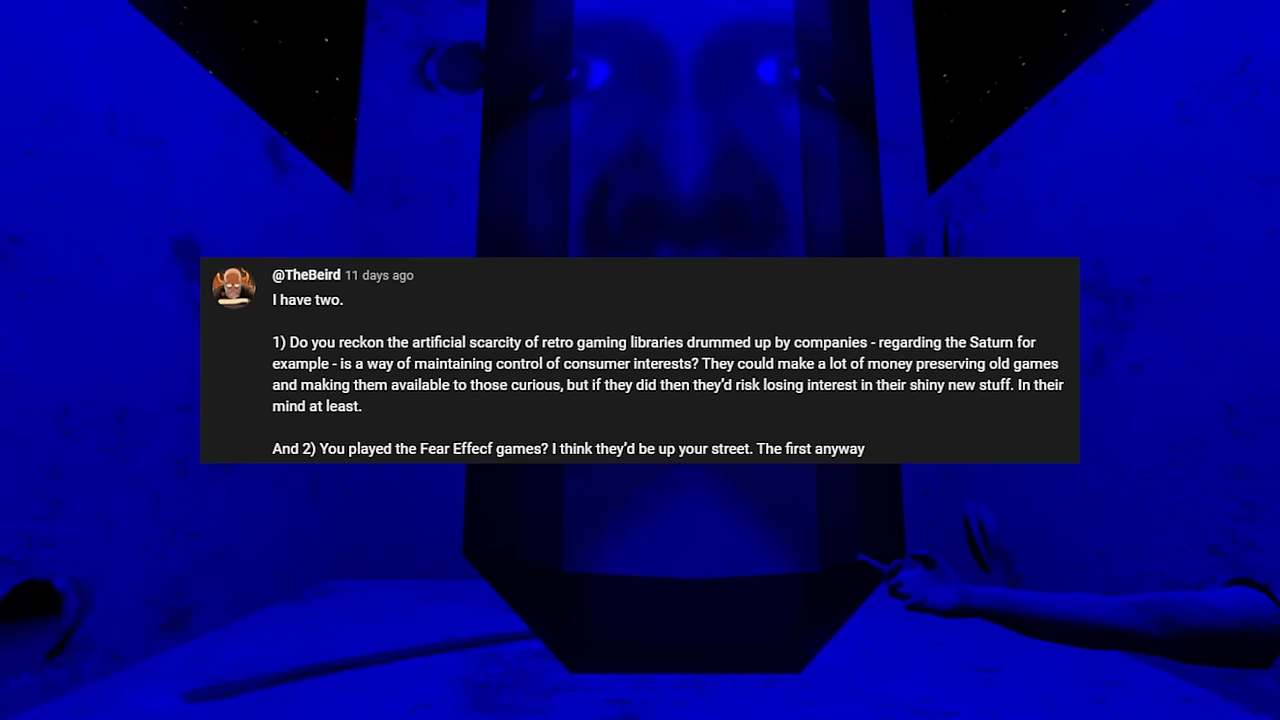 @TheBeird 11 days ago
I have two.
1) Do you reckon the artificial scarcity of retro gaming libraries drummed up by companies - regarding the Saturn for
example - is a way of maintaining control of consumer interests? They could make a lot of money preserving old games
and making them available to those curious, but if they did then they'd risk losing interest in their shiny new stuff. In their
mind at least.
And 2) You played the Fear Effecf games? I think they'd be up your street. The first anyway